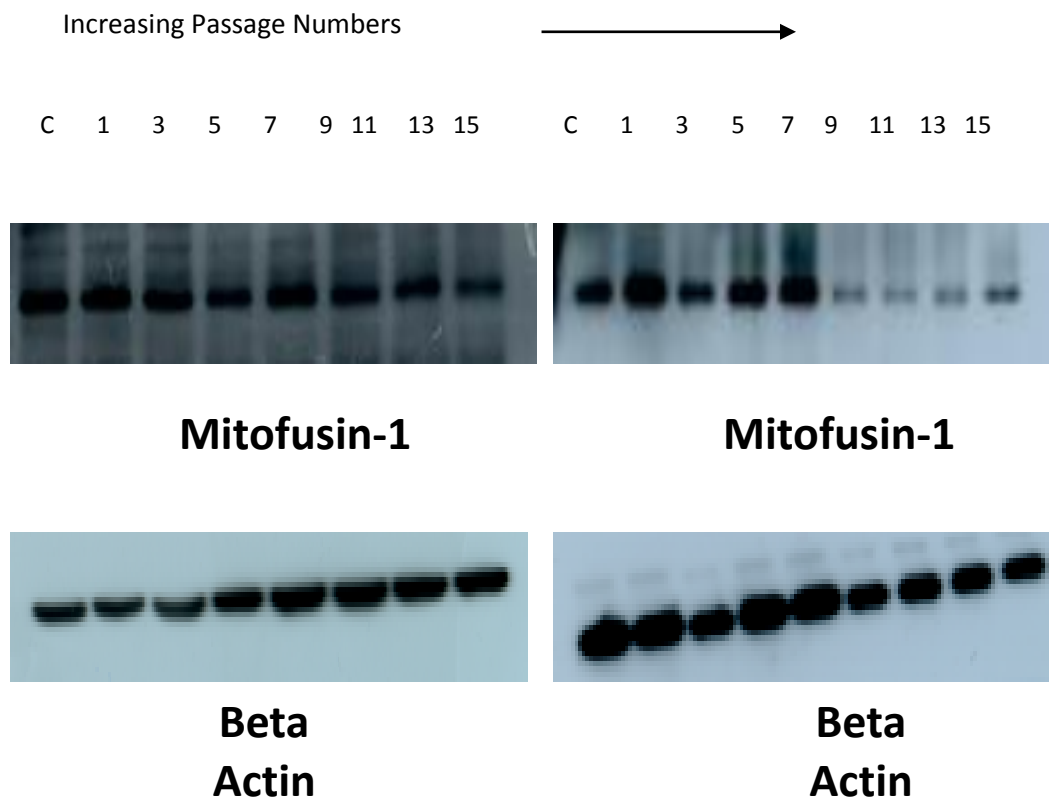 Increasing Passage Numbers
C 1 3 5 7 9 11 13 15 C 1 3 5 7 9 11 13 15
Mitofusin-1 Mitofusin-1
Beta Actin Beta Actin